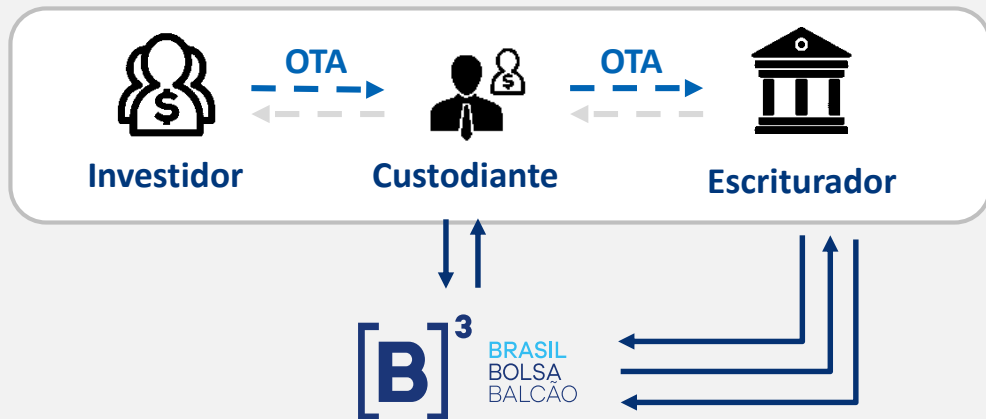 OTA
OTA
$
$
Investidor
Custodiante
Escriturador
[B]³
BRASIL
BOLSA
BALCÃO